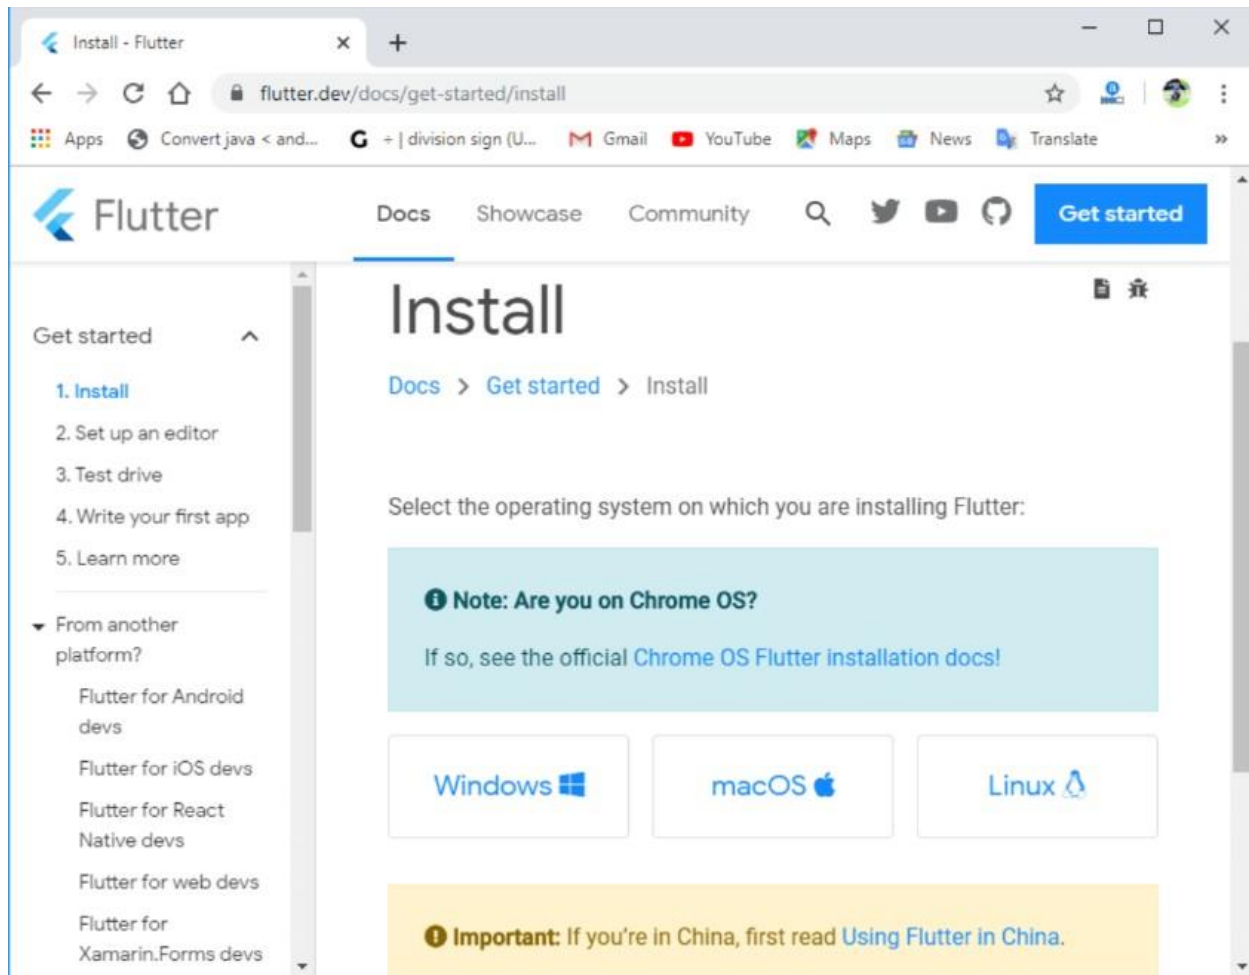 Install - Flutter
flutter.dev/docs/get-started/install
Apps Convert java < and... G ÷ | division sign (U... Gmail YouTube Maps News Translate »
Flutter Docs Showcase Community Get started
Get started
1. Install
2. Set up an editor
3. Test drive
4. Write your first app
5. Learn more
From another
platform?
Flutter for Android
devs
Flutter for iOS devs
Flutter for React
Native devs
Flutter for web devs
Flutter for
Xamarin.Forms devs
Install
Docs > Get started > Install
Select the operating system on which you are installing Flutter:
Note: Are you on Chrome OS?
If so, see the official Chrome OS Flutter installation docs!
Windows macOS Linux
Important: If you're in China, first read Using Flutter in China.